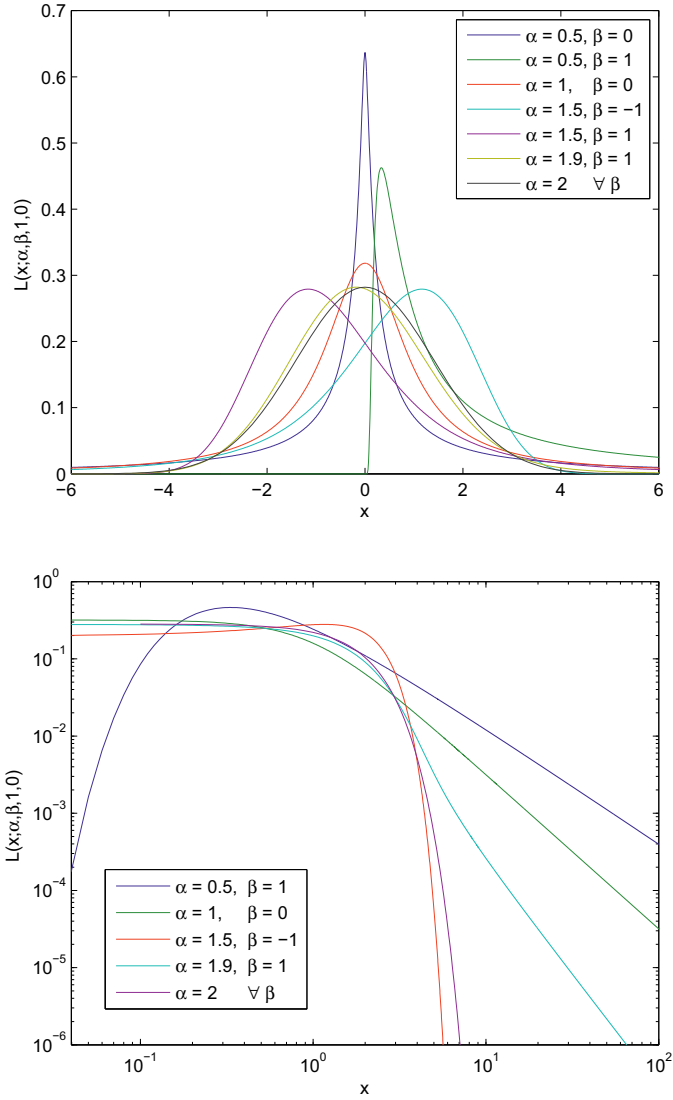 0.7
0.6
0.5
0.4
0.3
0.2
0.1
0
L(x;α,β,1,0)
α = 0.5, β = 0
α = 0.5, β = 1
α = 1, β = 0
α = 1.5, β = −1
α = 1.5, β = 1
α = 1.9, β = 1
α = 2 ∀ β
−6 −4 −2 0 2 4 6
x
10^0
10^−1
10^−2
10^−3
10^−4
10^−5
10^−6
L(x;α,β,1,0)
α = 0.5, β = 1
α = 1, β = 0
α = 1.5, β = −1
α = 1.9, β = 1
α = 2 ∀ β
10^−1 10^0 10^1 10^2
x